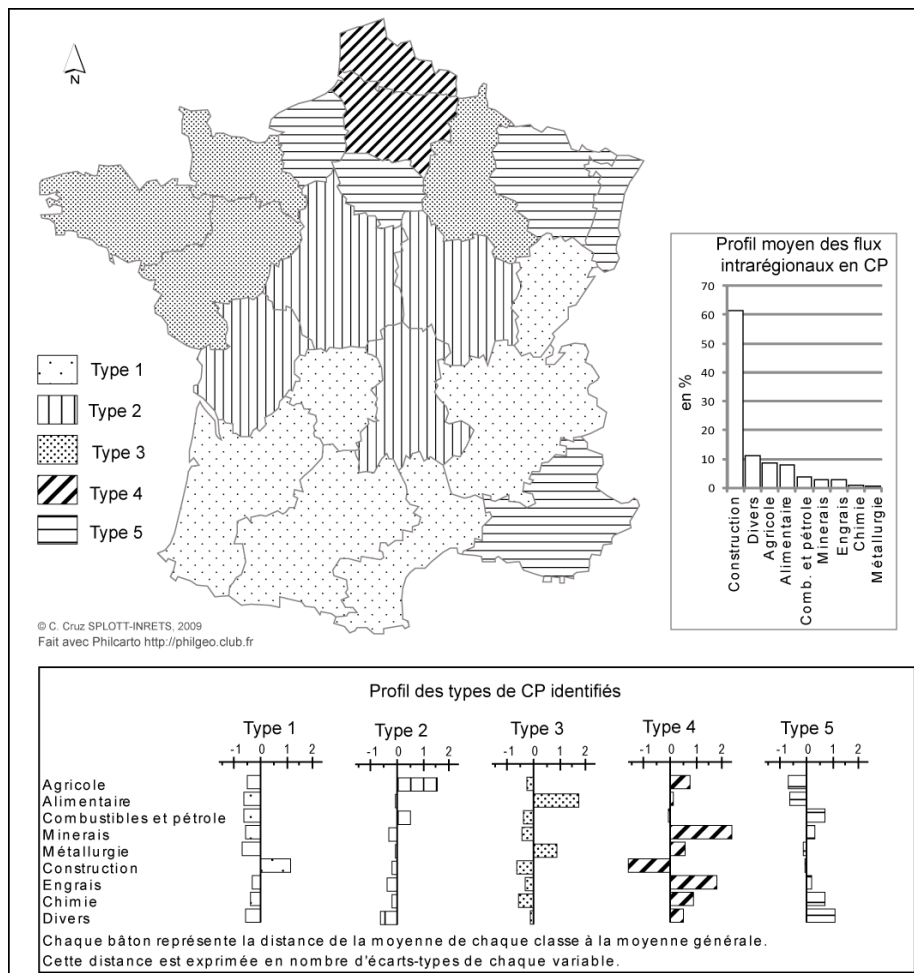 N
Type 1
Type 2
Type 3
Type 4
Type 5
© C. Cruz SPLOTT-INRETS, 2009
Fait avec Philcarto http://philgeo.club.fr
Profil moyen des flux
intrarégionaux en CP
en %
70
60
50
40
30
20
10
0
Construction
Divers
Agricole
Alimentaire
Comb. et pétrole
Minerais
Engrais
Chimie
Métallurgie
Profil des types de CP identifiés
Type 1 Type 2 Type 3 Type 4 Type 5
-1 0 1 2 -1 0 1 2 -1 0 1 2 -1 0 1 2 -1 0 1 2
Agricole
Alimentaire
Combustibles et pétrole
Minerais
Métallurgie
Construction
Engrais
Chimie
Divers
Chaque bâton représente la distance de la moyenne de chaque classe à la moyenne générale.
Cette distance est exprimée en nombre d'écarts-types de chaque variable.